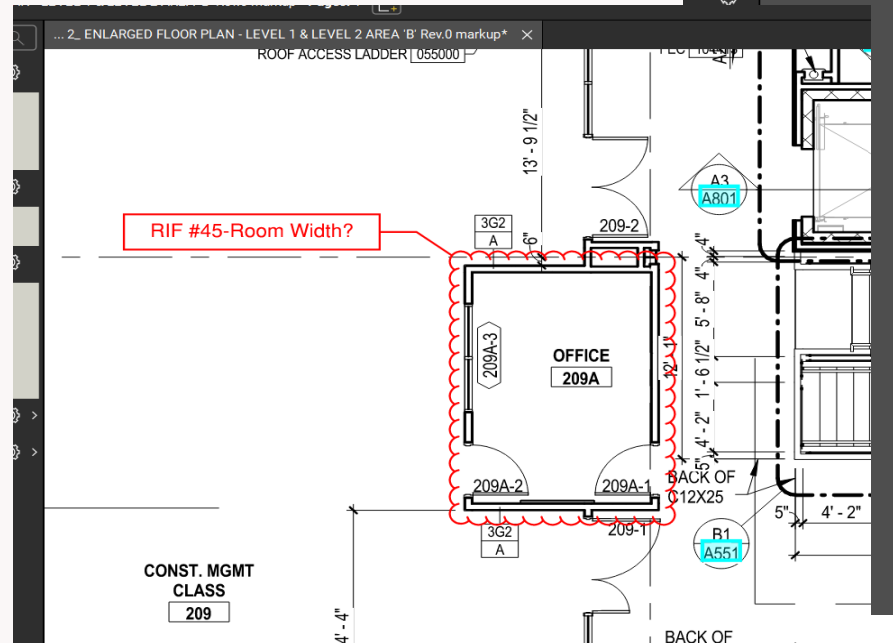 ... 2_ ENLARGED FLOOR PLAN - LEVEL 1 & LEVEL 2 AREA 'B' Rev.0 markup*
ROOF ACCESS LADDER 055000
13' - 9 1/2"
A3
A801
RIF #45-Room Width?
3G2
A
6"
209-2
4"
4"
5' - 8"
1' - 6 1/2"
4' - 2"
5"
12' - 1"
209A-3
OFFICE
209A
209A-2
209A-1
BACK OF
C12X25
5"
4' - 2"
3G2
A
209-1
B1
A551
CONST. MGMT
CLASS
209
4' - 4"
BACK OF